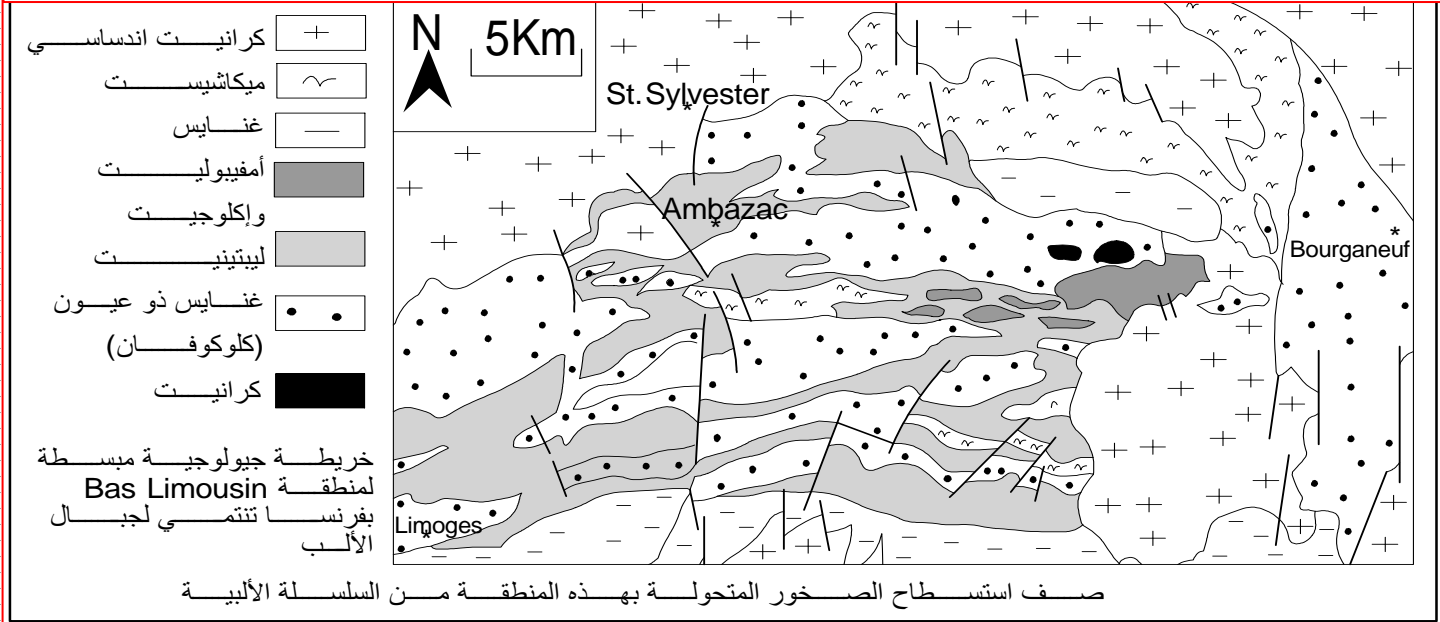 كرانيت اندساسي
ميكاشيست
غنايس
أمفيبوليت
وإكلوجيت
ليبتينيت
غنايس ذو عيون
(كلوكوفان)
كرانيت
خريطة جيولوجية مبسطة
لمنطقة Bas Limousin
بفرنسا تنتمي لجبال
الألب
N
5Km
St. Sylvester
Ambazac
Bourganeuf
Limoges
صف استسطاح الصخور المتحولة بهذه المنطقة من السلسلة الألبية